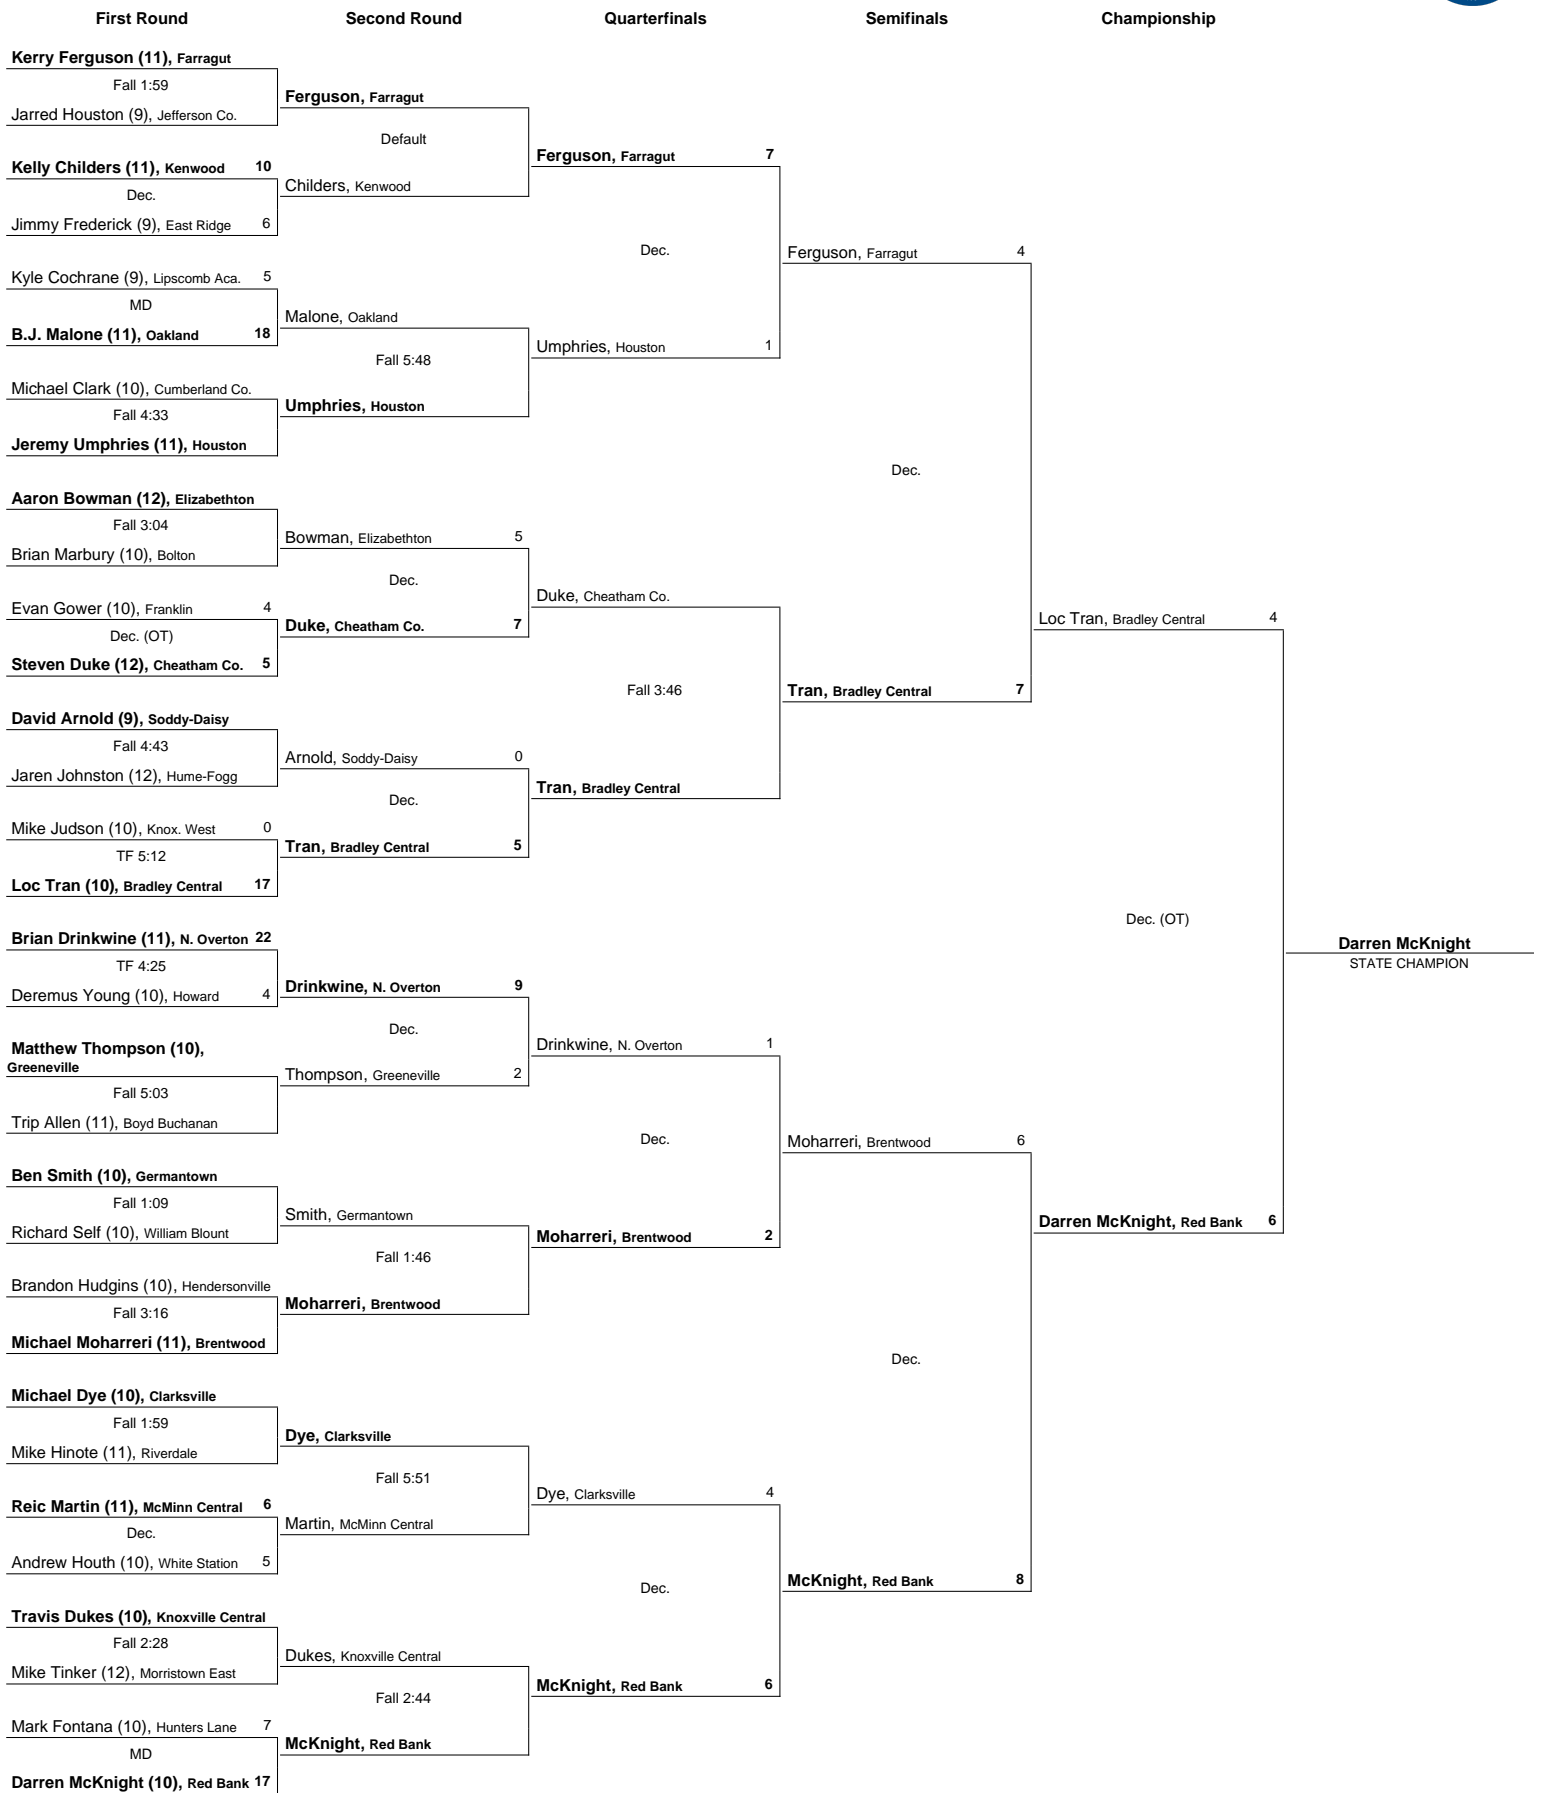 First Round
Second Round
Quarterfinals
Semifinals
Championship
Kerry Ferguson (11), Farragut
Fall 1:59
Jarred Houston (9), Jefferson Co.
Kelly Childers (11), Kenwood 10
Dec.
Jimmy Frederick (9), East Ridge 6
Kyle Cochrane (9), Lipscomb Aca. 5
MD
B.J. Malone (11), Oakland 18
Michael Clark (10), Cumberland Co.
Fall 4:33
Jeremy Umphries (11), Houston
Aaron Bowman (12), Elizabethton
Fall 3:04
Brian Marbury (10), Bolton
Evan Gower (10), Franklin 4
Dec. (OT)
Steven Duke (12), Cheatham Co. 5
David Arnold (9), Soddy-Daisy
Fall 4:43
Jaren Johnston (12), Hume-Fogg
Mike Judson (10), Knox. West 0
TF 5:12
Loc Tran (10), Bradley Central 17
Brian Drinkwine (11), N. Overton 22
TF 4:25
Deremus Young (10), Howard 4
Matthew Thompson (10),
Greeneville
Fall 5:03
Trip Allen (11), Boyd Buchanan
Ben Smith (10), Germantown
Fall 1:09
Richard Self (10), William Blount
Brandon Hudgins (10), Hendersonville
Fall 3:16
Michael Moharreri (11), Brentwood
Michael Dye (10), Clarksville
Fall 1:59
Mike Hinote (11), Riverdale
Reic Martin (11), McMinn Central 6
Dec.
Andrew Houth (10), White Station 5
Travis Dukes (10), Knoxville Central
Fall 2:28
Mike Tinker (12), Morristown East
Mark Fontana (10), Hunters Lane 7
MD
Darren McKnight (10), Red Bank 17
Ferguson, Farragut
Default
Childers, Kenwood
Malone, Oakland
Fall 5:48
Umphries, Houston
Bowman, Elizabethton 5
Dec.
Duke, Cheatham Co. 7
Arnold, Soddy-Daisy 0
Dec.
Tran, Bradley Central 5
Drinkwine, N. Overton 9
Dec.
Thompson, Greeneville 2
Smith, Germantown
Fall 1:46
Moharreri, Brentwood
Dye, Clarksville
Fall 5:51
Martin, McMinn Central
Dukes, Knoxville Central
Fall 2:44
McKnight, Red Bank
Ferguson, Farragut 7
Dec.
Umphries, Houston 1
Duke, Cheatham Co.
Fall 3:46
Tran, Bradley Central
Drinkwine, N. Overton 1
Dec.
Moharreri, Brentwood 2
Dye, Clarksville 4
Dec.
McKnight, Red Bank 6
Ferguson, Farragut 4
Dec.
Tran, Bradley Central 7
Moharreri, Brentwood 6
Dec.
McKnight, Red Bank 8
Loc Tran, Bradley Central 4
Dec. (OT)
Darren McKnight, Red Bank 6
Darren McKnight
STATE CHAMPION